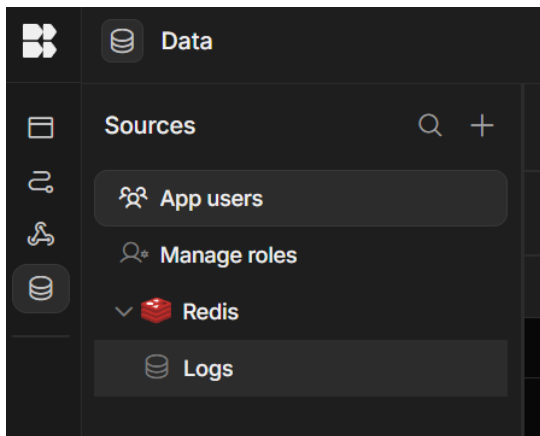 Data
Sources
App users
Manage roles
Redis
Logs